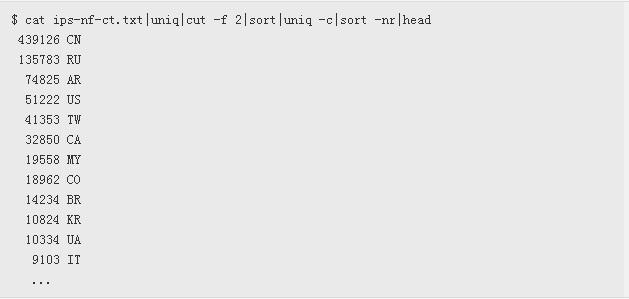 $ cat ips-nf-ct.txt|uniq|cut -f 2|sort|uniq -c|sort -nr|head
439126 CN
135783 RU
74825 AR
51222 US
41353 TW
32850 CA
19558 MY
18962 CO
14234 BR
10824 KR
10334 UA
9103 IT
...